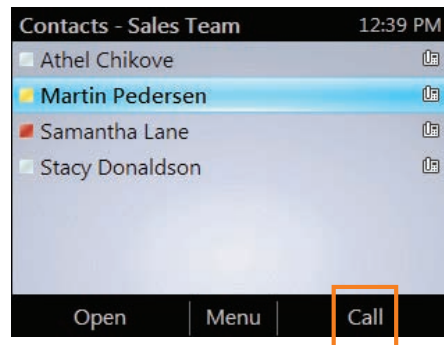 Contacts - Sales Team 12:39 PM
Athel Chikove
Martin Pedersen
Samantha Lane
Stacy Donaldson
Open Menu Call